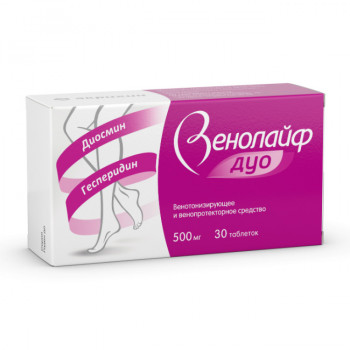 Диосмин
Гесперидин
Венолайф
дуо
Венотонизирующее
и венопротекторное средство
500 мг 30 таблеток